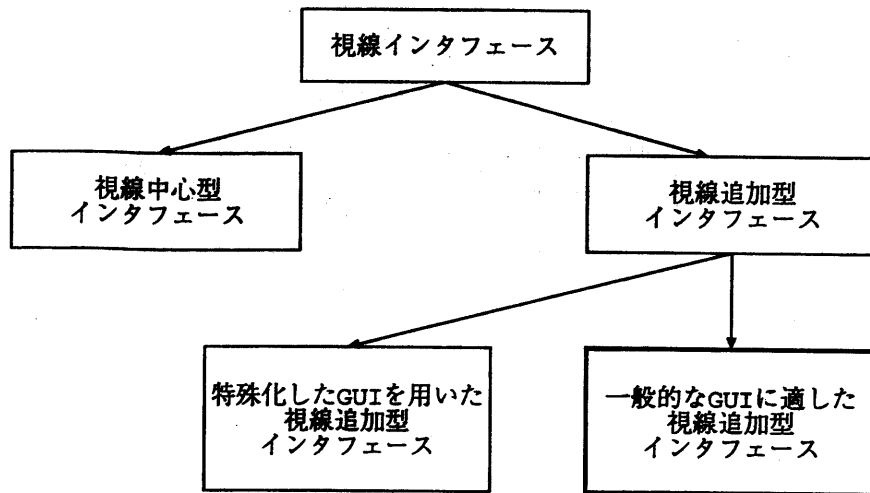 視線インタフェース
視線中心型
インタフェース
視線追加型
インタフェース
特殊化したGUIを用いた
視線追加型
インタフェース
一般的なGUIに適した
視線追加型
インタフェース